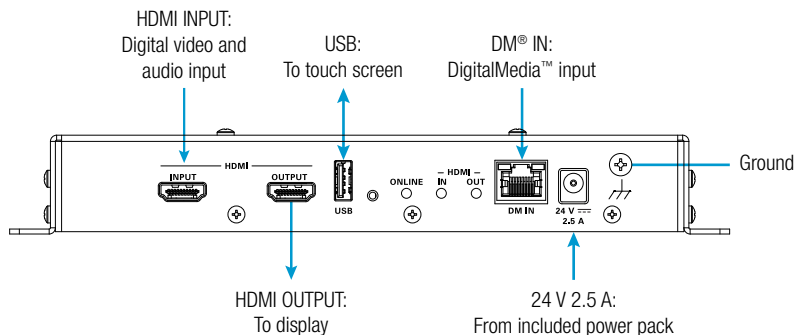 HDMI INPUT:
Digital video and
audio input
USB:
To touch screen
DM® IN:
DigitalMedia™ input
Ground
HDMI
INPUT
OUTPUT
USB
ONLINE
HDMI
IN
OUT
DM IN
24 V ⎓
2.5 A
HDMI OUTPUT:
To display
24 V 2.5 A:
From included power pack